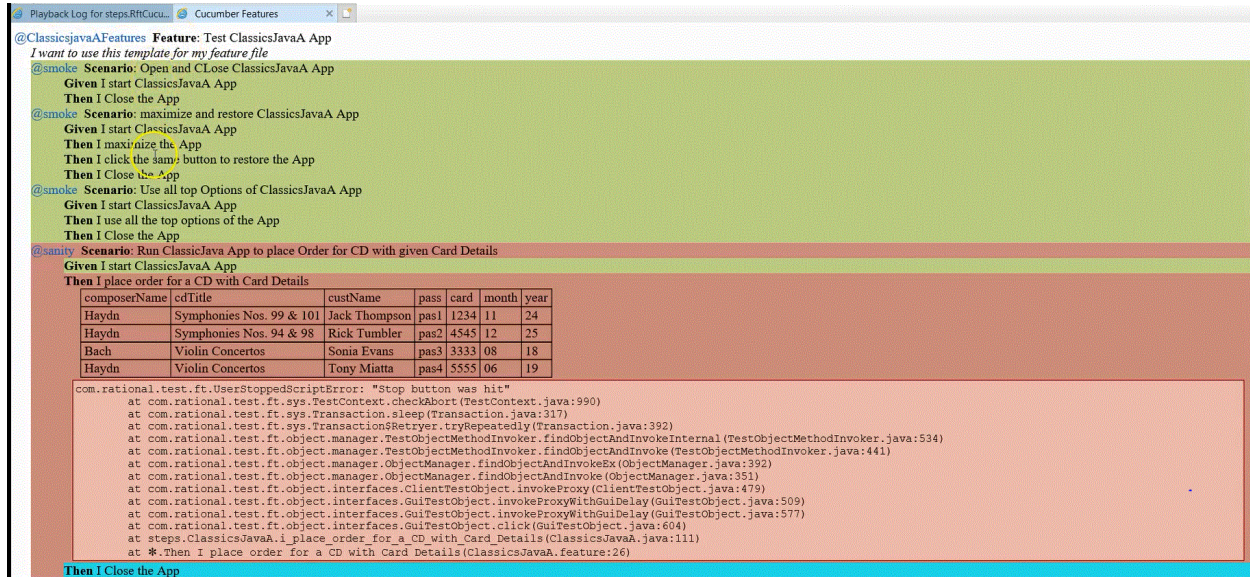 Playback Log for steps.RftCucu... Cucumber Features
@ClassicsjavaAFeatures Feature: Test ClassicsJavaA App
I want to use this template for my feature file
@smoke Scenario: Open and CLose ClassicsJavaA App
Given I start ClassicsJavaA App
Then I Close the App
@smoke Scenario: maximize and restore ClassicsJavaA App
Given I start ClassicsJavaA App
Then I maximize the App
Then I click the same button to restore the App
Then I Close the App
@smoke Scenario: Use all top Options of ClassicsJavaA App
Given I start ClassicsJavaA App
Then I use all the top options of the App
Then I Close the App
@sanity Scenario: Run ClassicJava App to place Order for CD with given Card Details
Given I start ClassicsJavaA App
Then I place order for a CD with Card Details
composerName cdTitle custName pass card month year
Haydn Symphonies Nos. 99 & 101 Jack Thompson pas1 1234 11 24
Haydn Symphonies Nos. 94 & 98 Rick Tumbler pas2 4545 12 25
Bach Violin Concertos Sonia Evans pas3 3333 08 18
Haydn Violin Concertos Tony Miatta pas4 5555 06 19
com.rational.test.ft.UserStoppedScriptError: "Stop button was hit"
at com.rational.test.ft.sys.TestContext.checkAbort(TestContext.java:990)
at com.rational.test.ft.sys.Transaction.sleep(Transaction.java:317)
at com.rational.test.ft.sys.Transaction$Retryer.tryRepeatedly(Transaction.java:392)
at com.rational.test.ft.object.manager.TestObjectMethodInvoker.findObjectAndInvokeInternal(TestObjectMethodInvoker.java:534)
at com.rational.test.ft.object.manager.TestObjectMethodInvoker.findObjectAndInvoke(TestObjectMethodInvoker.java:441)
at com.rational.test.ft.object.manager.ObjectManager.findObjectAndInvokeEx(ObjectManager.java:392)
at com.rational.test.ft.object.manager.ObjectManager.findObjectAndInvoke(ObjectManager.java:351)
at com.rational.test.ft.object.interfaces.ClientTestObject.invokeProxy(ClientTestObject.java:479)
at com.rational.test.ft.object.interfaces.GuiTestObject.invokeProxyWithGuiDelay(GuiTestObject.java:509)
at com.rational.test.ft.object.interfaces.GuiTestObject.invokeProxyWithGuiDelay(GuiTestObject.java:577)
at com.rational.test.ft.object.interfaces.GuiTestObject.click(GuiTestObject.java:604)
at steps.ClassicsJavaA.i_place_order_for_a_CD_with_Card_Details(ClassicsJavaA.java:111)
at ✻.Then I place order for a CD with Card Details(ClassicsJavaA.feature:26)
Then I Close the App